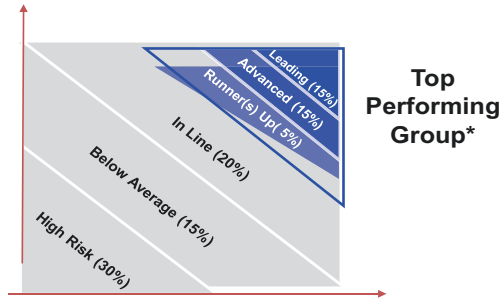 Leading (15%)
Advanced (15%)
Runner(s) Up( 5%)
In Line (20%)
Below Average (15%)
High Risk (30%)
Top
Performing
Group*